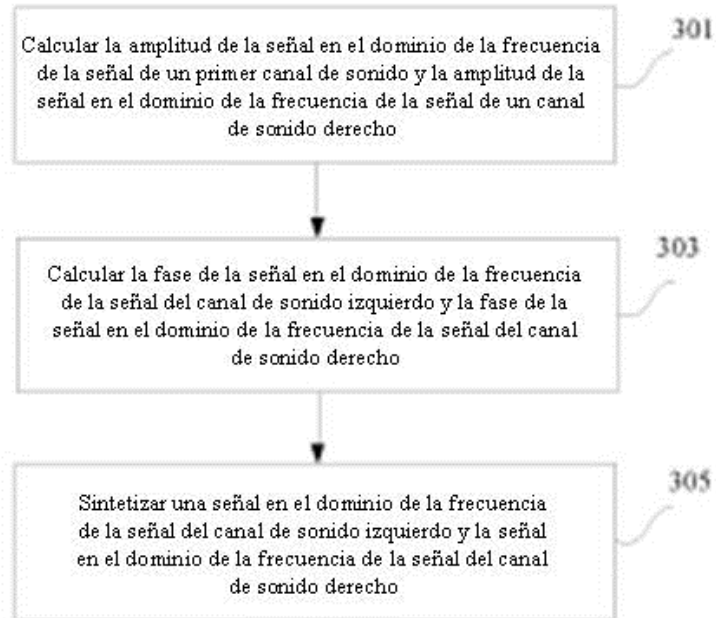 301
Calcular la amplitud de la señal en el dominio de la frecuencia
de la señal de un primer canal de sonido y la amplitud de la
señal en el dominio de la frecuencia de la señal de un canal
de sonido derecho
303
Calcular la fase de la señal en el dominio de la frecuencia
de la señal del canal de sonido izquierdo y la fase de la
señal en el dominio de la frecuencia de la señal del canal
de sonido derecho
305
Sintetizar una señal en el dominio de la frecuencia
de la señal del canal de sonido izquierdo y la señal
en el dominio de la frecuencia de la señal del canal
de sonido derecho